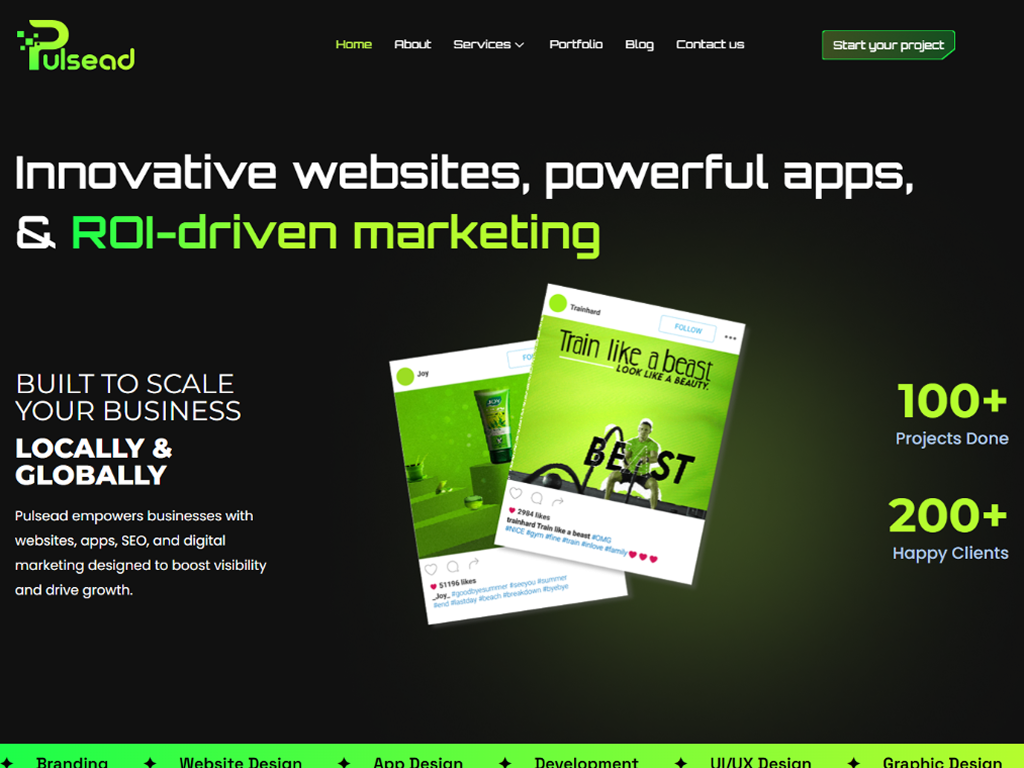 Pulsead
Home About Services Portfolio Blog Contact us
Start your project
Innovative websites, powerful apps,
& ROI-driven marketing
BUILT TO SCALE
YOUR BUSINESS
LOCALLY &
GLOBALLY
Pulsead empowers businesses with
websites, apps, SEO, and digital
marketing designed to boost visibility
and drive growth.
Joy
FO
51196 likes
_Joy_ #goodbyesummer #seeyou #summer
#end #lastday #beach #breakdown #byebye
Trainhard
FOLLOW
Train like a beast
LOOK LIKE A BEAUTY.
BEAST
2984 likes
trainhard Train like a beast #OMG
#NICE #gym #fine #train #inlove #family
100+
Projects Done
200+
Happy Clients
Branding Website Design App Design Development UI/UX Design Graphic Design